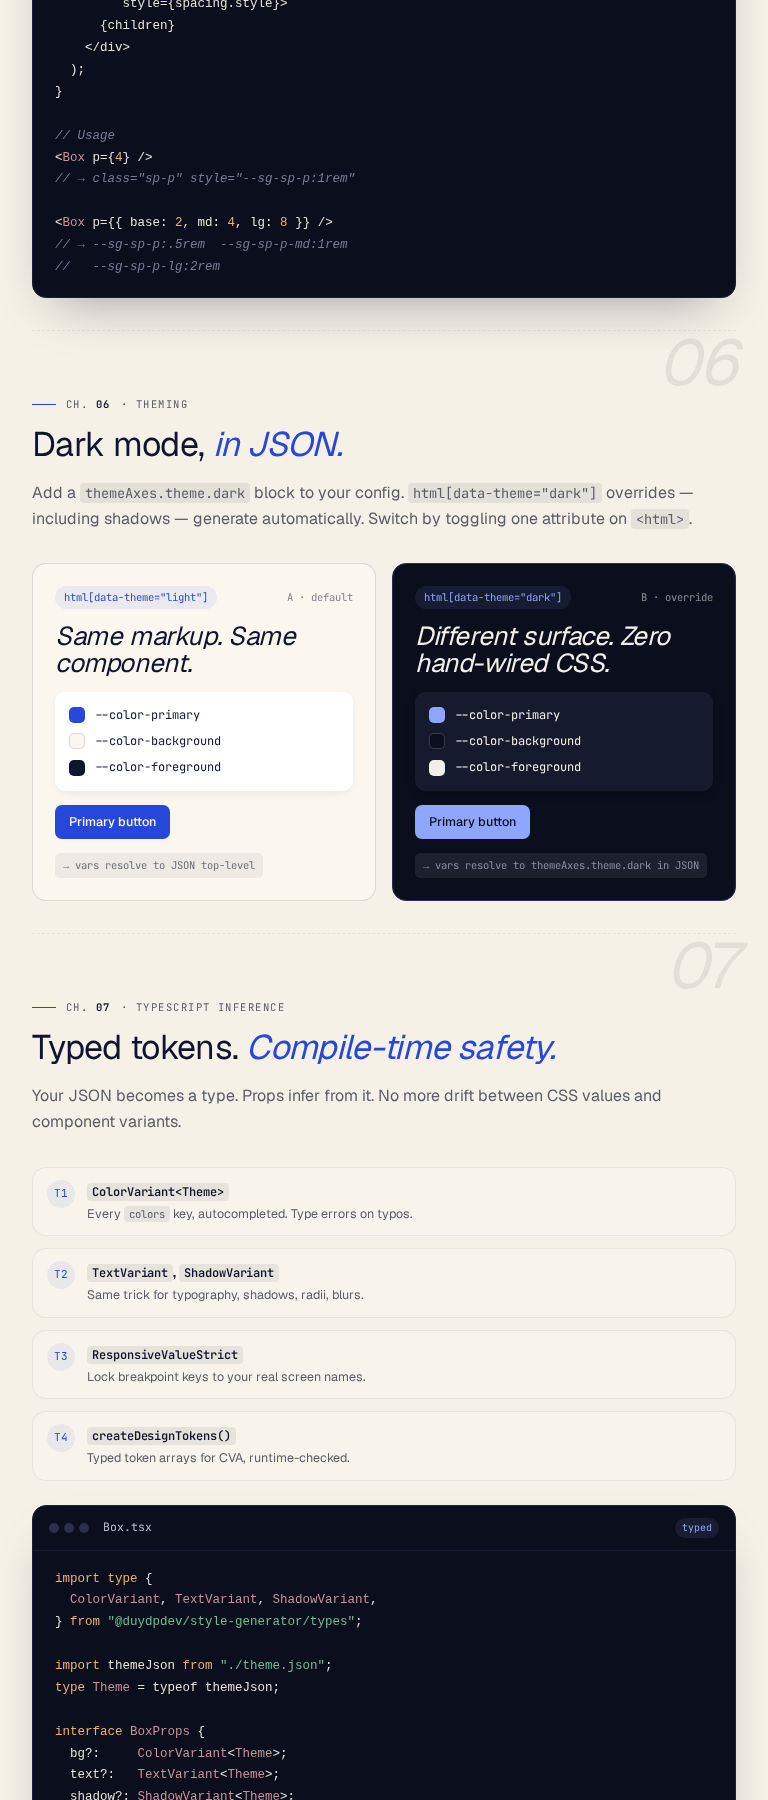 style={spacing.style}>
{children}
</div>
);
}
// Usage
<Box p={4} />
// → class="sp-p" style="--sg-sp-p:1rem"
<Box p={{ base: 2, md: 4, lg: 8 }} />
// → --sg-sp-p:.5rem  --sg-sp-p-md:1rem
//   --sg-sp-p-lg:2rem
06
CH. 06 · THEMING
Dark mode, in JSON.
Add a themeAxes.theme.dark block to your config. html[data-theme="dark"] overrides —
including shadows — generate automatically. Switch by toggling one attribute on <html>.
html[data-theme="light"] A · default
Same markup. Same
component.
--color-primary
--color-background
--color-foreground
Primary button
→ vars resolve to JSON top-level
html[data-theme="dark"] B · override
Different surface. Zero
hand-wired CSS.
--color-primary
--color-background
--color-foreground
Primary button
→ vars resolve to themeAxes.theme.dark in JSON
07
CH. 07 · TYPESCRIPT INFERENCE
Typed tokens. Compile-time safety.
Your JSON becomes a type. Props infer from it. No more drift between CSS values and
component variants.
T1 ColorVariant<Theme>
Every colors key, autocompleted. Type errors on typos.
T2 TextVariant, ShadowVariant
Same trick for typography, shadows, radii, blurs.
T3 ResponsiveValueStrict
Lock breakpoint keys to your real screen names.
T4 createDesignTokens()
Typed token arrays for CVA, runtime-checked.
Box.tsx typed
import type {
ColorVariant, TextVariant, ShadowVariant,
} from "@duydpdev/style-generator/types";
import themeJson from "./theme.json";
type Theme = typeof themeJson;
interface BoxProps {
bg?:     ColorVariant<Theme>;
text?:   TextVariant<Theme>;
shadow?: ShadowVariant<Theme>;